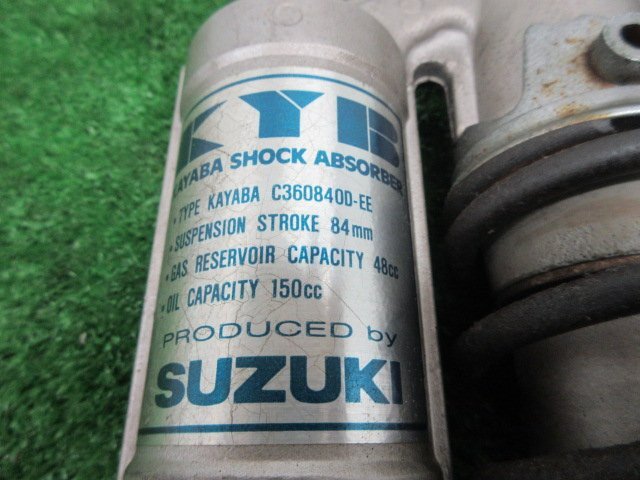 KYB
KAYABA SHOCK ABSORBER
• TYPE KAYABA C360840D-EE
• SUSPENSION STROKE 84mm
• GAS RESERVOIR CAPACITY 48cc
• OIL CAPACITY 150cc
PRODUCED by
SUZUKI